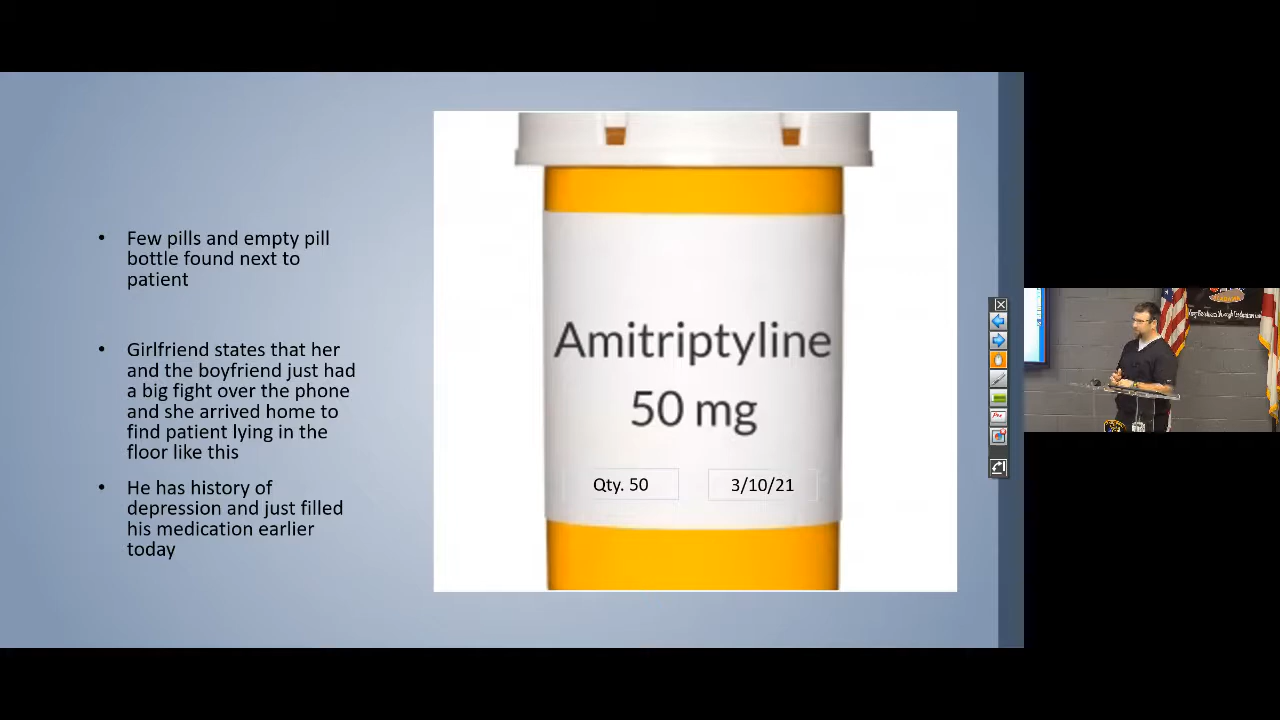 Few pills and empty pill
bottle found next to
patient
Girlfriend states that her
and the boyfriend just had
a big fight over the phone
and she arrived home to
find patient lying in the
floor like this
He has history of
depression and just filled
his medication earlier
today
Amitriptyline
50 mg
Qty. 50
3/10/21